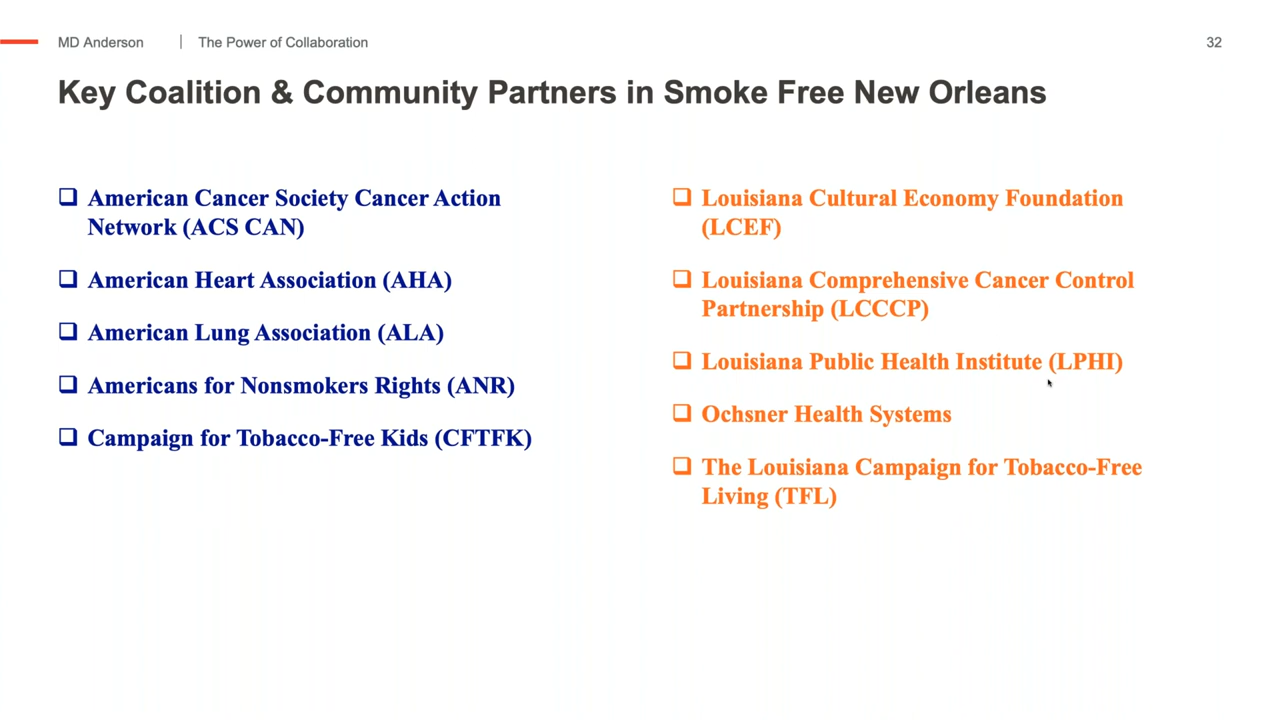 MD Anderson | The Power of Collaboration
32
Key Coalition & Community Partners in Smoke Free New Orleans
❑ American Cancer Society Cancer Action
Network (ACS CAN)
❑ American Heart Association (AHA)
❑ American Lung Association (ALA)
❑ Americans for Nonsmokers Rights (ANR)
❑ Campaign for Tobacco-Free Kids (CFTFK)
❑ Louisiana Cultural Economy Foundation
(LCEF)
❑ Louisiana Comprehensive Cancer Control
Partnership (LCCCP)
❑ Louisiana Public Health Institute (LPHI)
❑ Ochsner Health Systems
❑ The Louisiana Campaign for Tobacco-Free
Living (TFL)